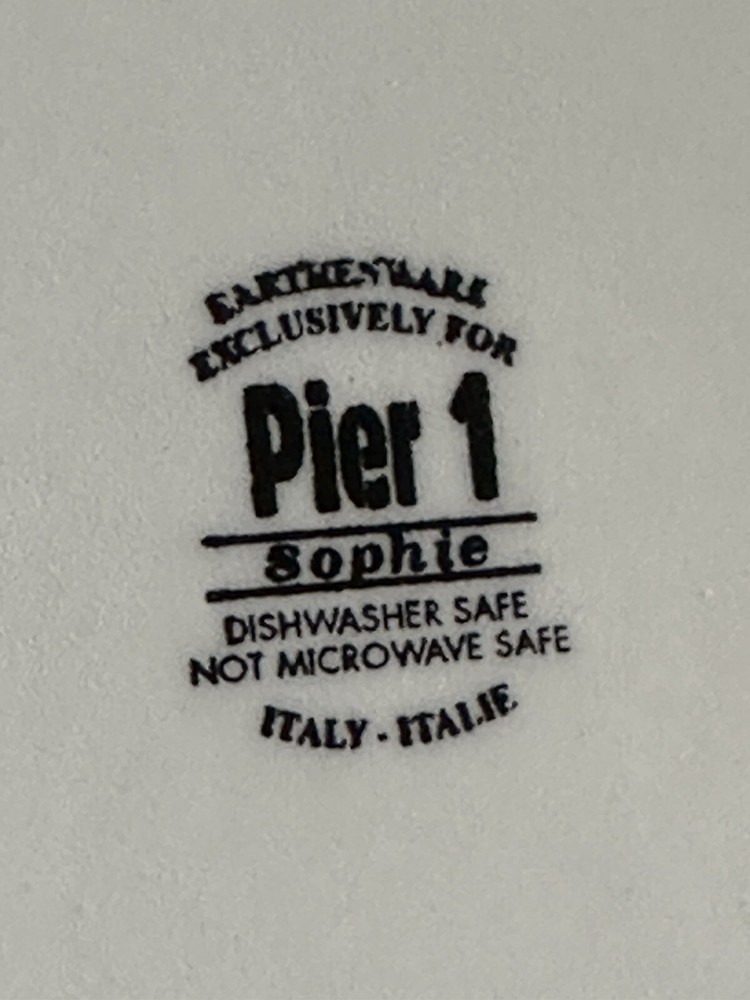 EARTHENWARE
EXCLUSIVELY FOR
Pier 1
Sophie
DISHWASHER SAFE
NOT MICROWAVE SAFE
ITALY - ITALIE